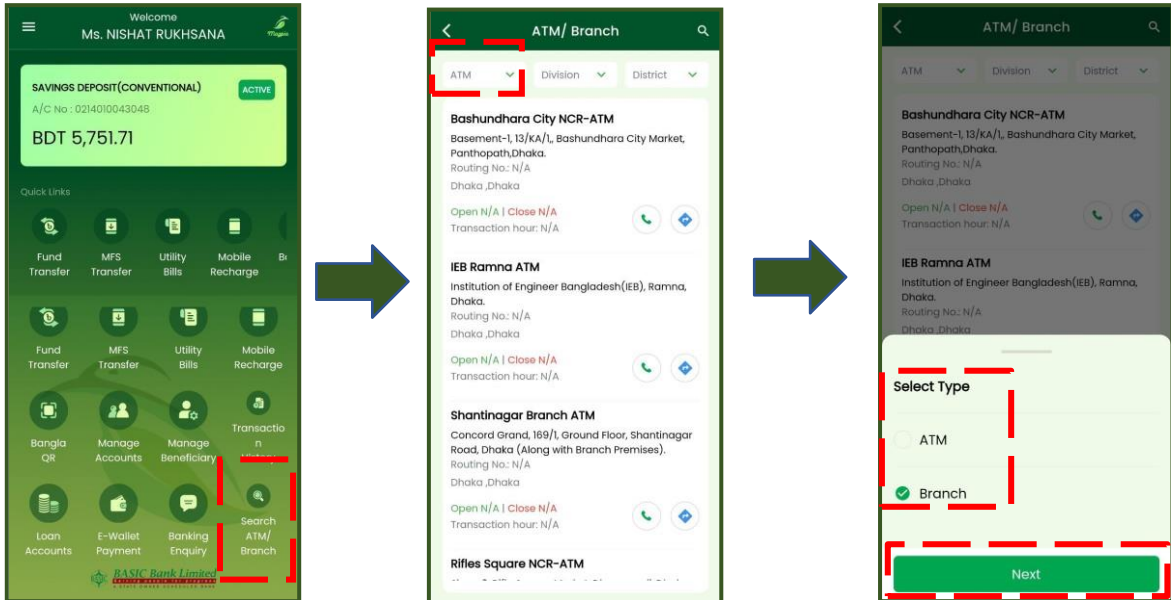 Welcome
Ms. NISHAT RUKHSANA
SAVINGS DEPOSIT(CONVENTIONAL)
ACTIVE
A/C No : 0214010043048
BDT 5,751.71
Quick Links
Fund Transfer
MFS Transfer
Utility Bills
Mobile Recharge
Fund Transfer
MFS Transfer
Utility Bills
Mobile Recharge
Bangla QR
Manage Accounts
Manage Beneficiary
Transactio
n
History
Loan Accounts
E-Wallet Payment
Banking Enquiry
Search ATM/ Branch
BASIC Bank Limited
ATM/ Branch
ATM
Division
District
Bashundhara City NCR-ATM
Basement-1, 13/KA/1,, Bashundhara City Market,
Panthopath,Dhaka.
Routing No.: N/A
Dhaka ,Dhaka
Open N/A | Close N/A
Transaction hour: N/A
IEB Ramna ATM
Institution of Engineer Bangladesh(IEB), Ramna,
Dhaka.
Routing No.: N/A
Dhaka ,Dhaka
Open N/A | Close N/A
Transaction hour: N/A
Shantinagar Branch ATM
Concord Grand, 169/1, Ground Floor, Shantinagar
Road, Dhaka (Along with Branch Premises).
Routing No.: N/A
Dhaka ,Dhaka
Open N/A | Close N/A
Transaction hour: N/A
Rifles Square NCR-ATM
ATM/ Branch
ATM
Division
District
Bashundhara City NCR-ATM
Basement-1, 13/KA/1,, Bashundhara City Market,
Panthopath,Dhaka.
Routing No.: N/A
Dhaka ,Dhaka
Open N/A | Close N/A
Transaction hour: N/A
IEB Ramna ATM
Institution of Engineer Bangladesh(IEB), Ramna,
Dhaka.
Routing No.: N/A
Dhaka ,Dhaka
Select Type
ATM
Branch
Next